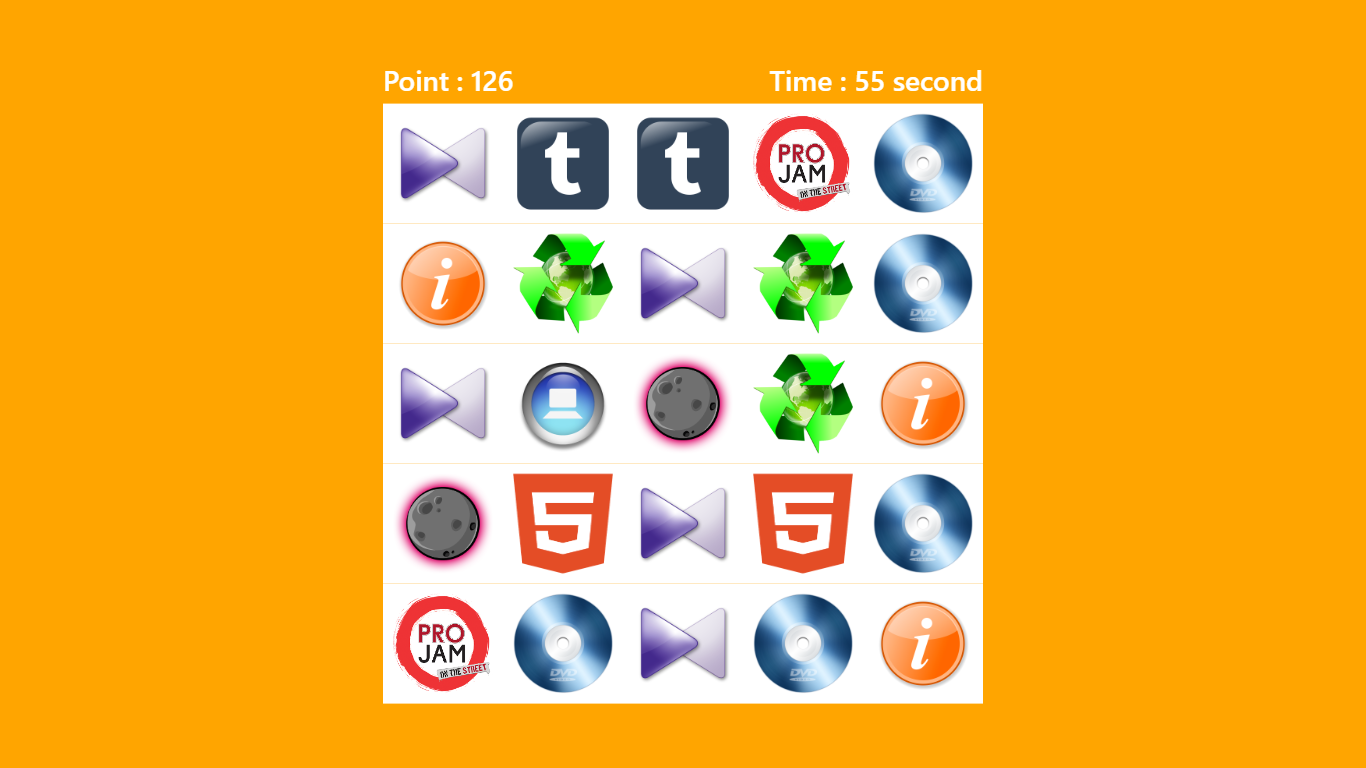 Point : 126
Time : 55 second
t
t
PRO
JAM
IN THE STREET
DVD
i
DVD
i
5
5
DVD
PRO
JAM
IN THE STREET
DVD
DVD
i